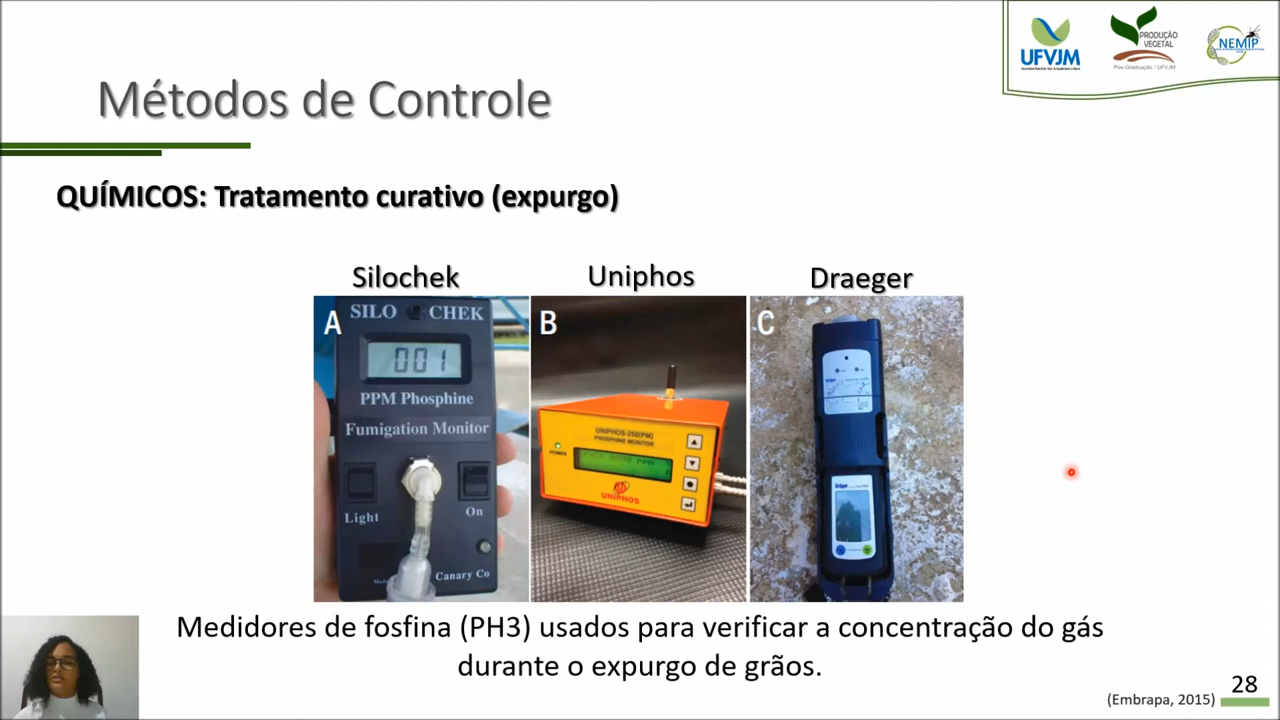 UFVJM
PRODUÇÃO
VEGETAL
Pós-Graduação / UFVJM
NEMIP
Métodos de Controle
QUÍMICOS: Tratamento curativo (expurgo)
Silochek
Uniphos
Draeger
A
SILO CHEK
001
PPM Phosphine
Fumigation Monitor
Light
On
Canary Co
B
UNIPHOS-250(PM)
PHOSPHINE MONITOR
POWER
UNIPHOS
C
Dräger
Medidores de fosfina (PH3) usados para verificar a concentração do gás
durante o expurgo de grãos.
(Embrapa, 2015)
28